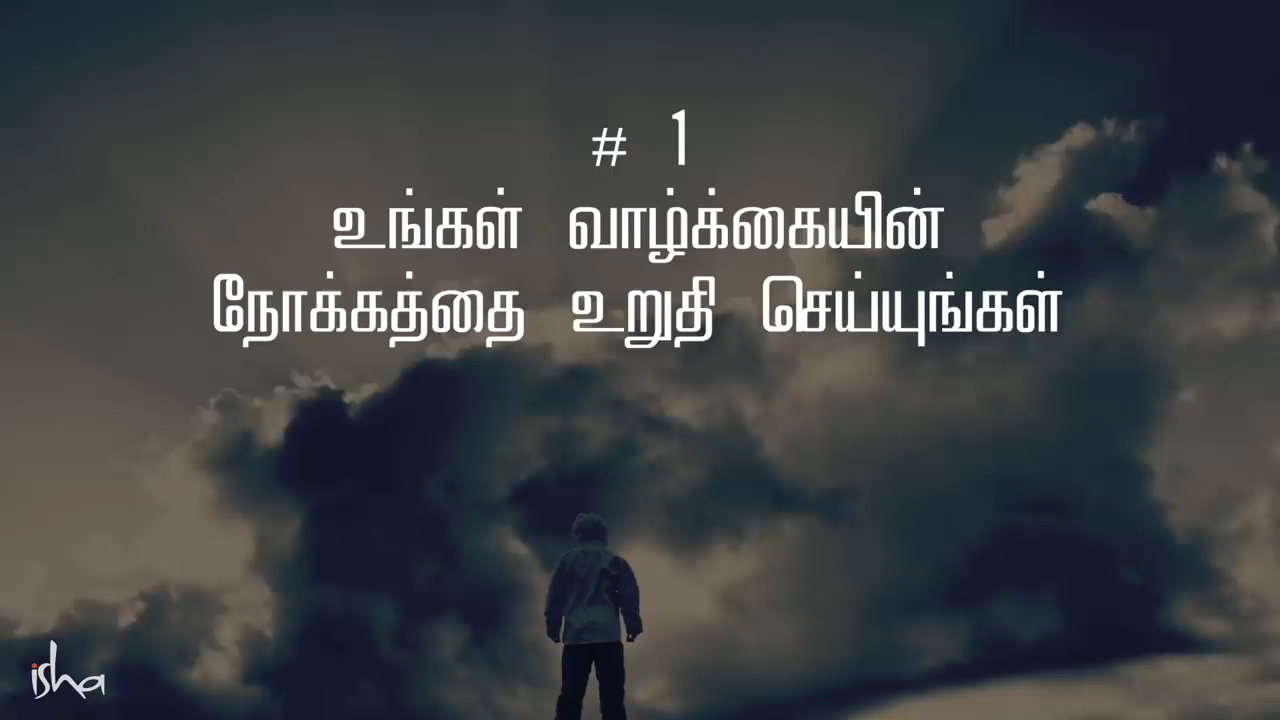 # 1
உங்கள் வாழ்க்கையின்
நோக்கத்தை உறுதி செய்யுங்கள்
isha